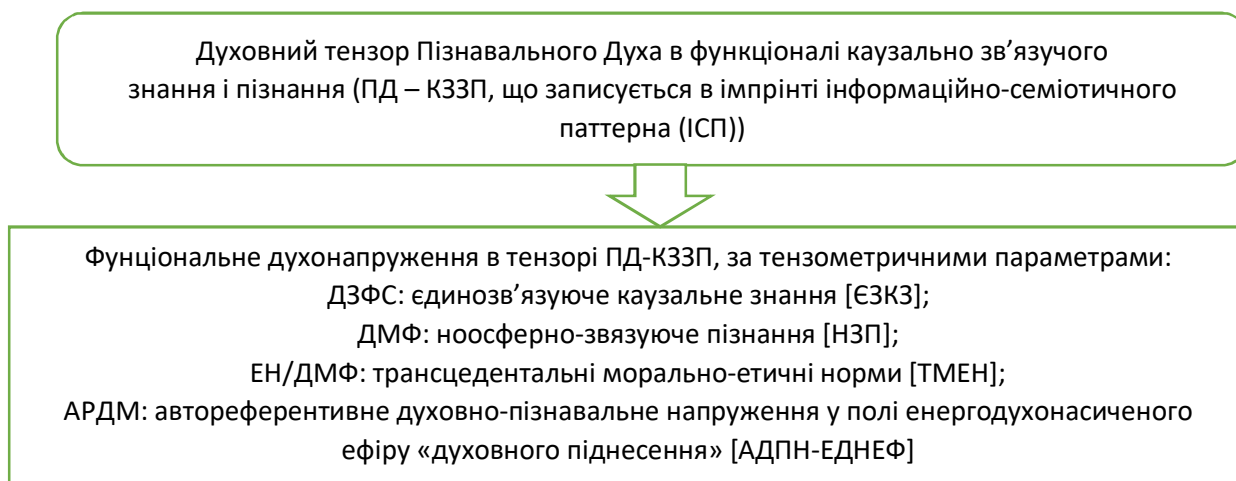 Духовний тензор Пізнавального Духа в функціоналі каузально зв’язучого
знання і пізнання (ПД – КЗЗП, що записується в імпрінті інформаційно-семіотичного
паттерна (ІСП))
Фунціональне духонапруження в тензорі ПД-КЗЗП, за тензометричними параметрами:
ДЗФС: єдинозв’язуюче каузальне знання [ЄЗКЗ];
ДМФ: ноосферно-звязуюче пізнання [НЗП];
ЕН/ДМФ: трансцедентальні морально-етичні норми [ТМЕН];
АРДМ: автореферентивне духовно-пізнавальне напруження у полі енергодухонасиченого
ефіру «духовного піднесення» [АДПН-ЕДНЕФ]